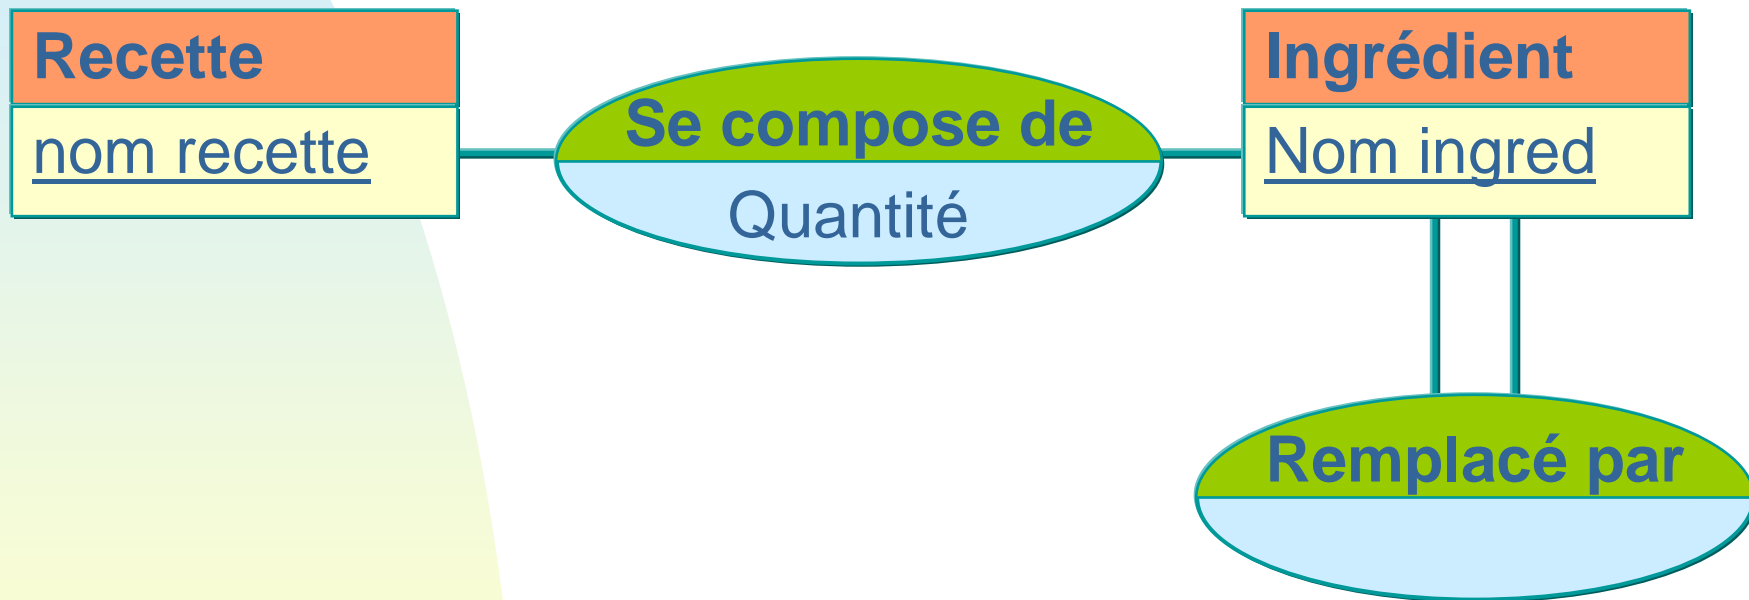 Recette
nom recette
Se compose de
Quantité
Ingrédient
Nom ingred
Remplacé par